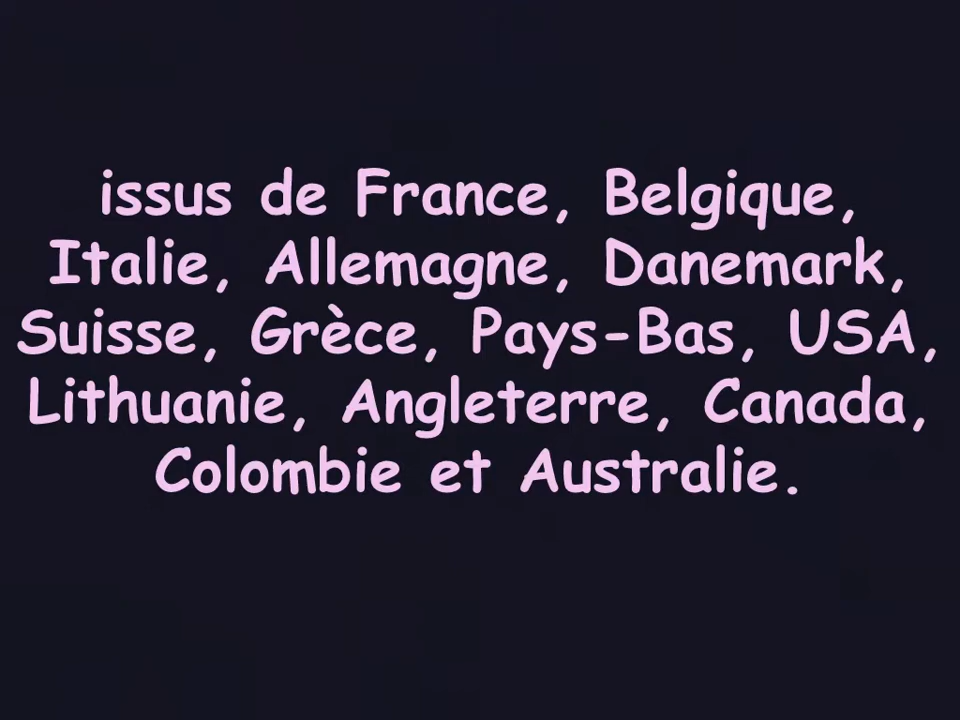 issus de France, Belgique,
Italie, Allemagne, Danemark,
Suisse, Grèce, Pays-Bas, USA,
Lithuanie, Angleterre, Canada,
Colombie et Australie.